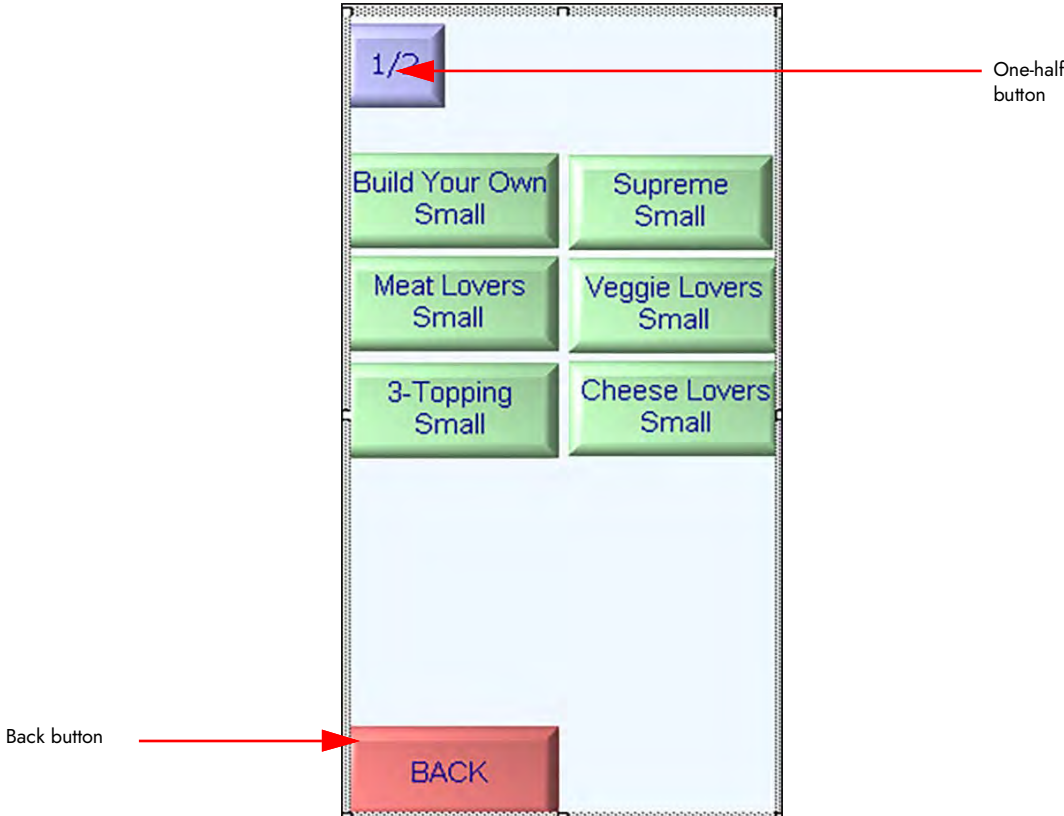 1/2
One-half
button
Build Your Own
Small
Supreme
Small
Meat Lovers
Small
Veggie Lovers
Small
3-Topping
Small
Cheese Lovers
Small
Back button
BACK